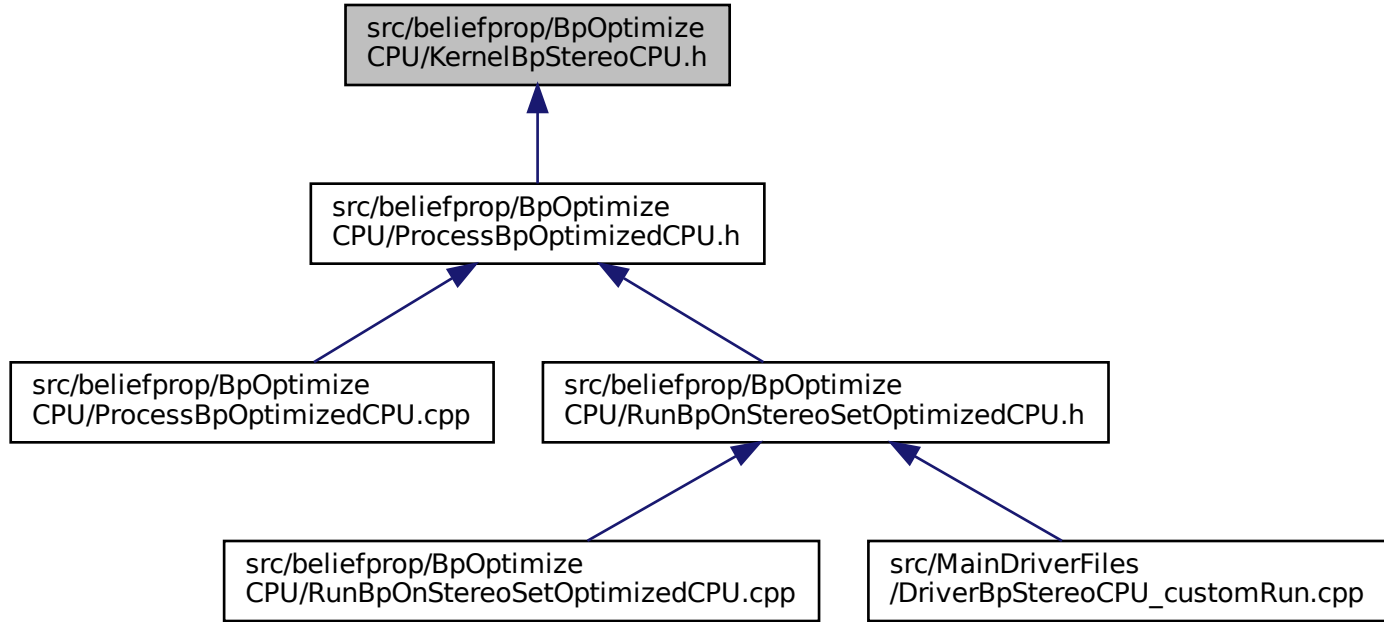 src/beliefprop/BpOptimize
CPU/KernelBpStereoCPU.h
src/beliefprop/BpOptimize
CPU/ProcessBpOptimizedCPU.h
src/beliefprop/BpOptimize
CPU/ProcessBpOptimizedCPU.cpp
src/beliefprop/BpOptimize
CPU/RunBpOnStereoSetOptimizedCPU.h
src/beliefprop/BpOptimize
CPU/RunBpOnStereoSetOptimizedCPU.cpp
src/MainDriverFiles
/DriverBpStereoCPU_customRun.cpp